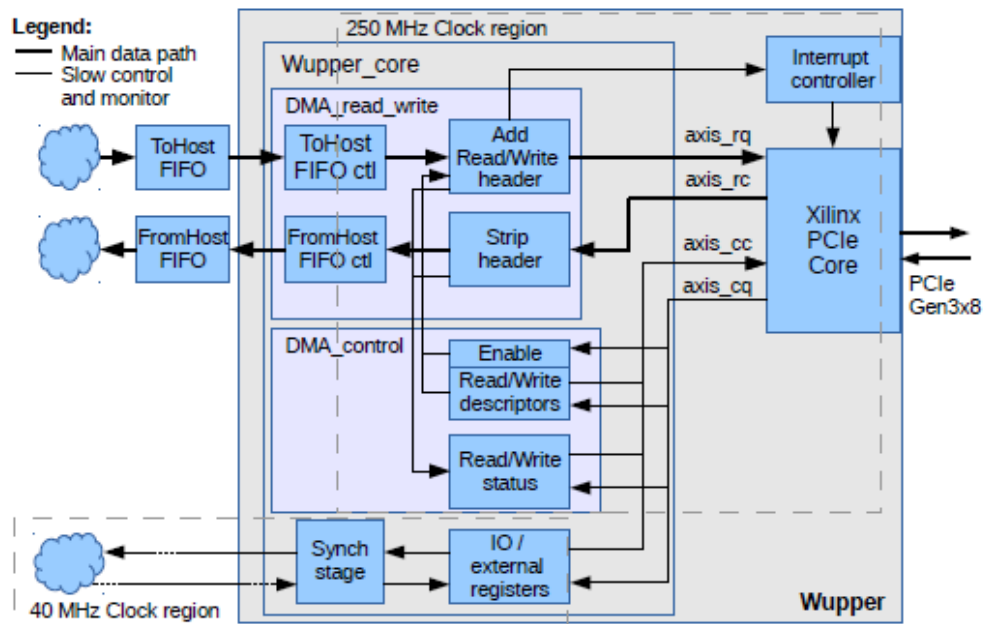 Legend:
Main data path
Slow control
and monitor
250 MHz Clock region
Wupper_core
Interrupt
controller
DMA_read_write
ToHost
FIFO
ToHost
FIFO ctl
Add
Read/Write
header
axis_rq
axis_rc
FromHost
FIFO
FromHost
FIFO ctl
Strip
header
Xilinx
PCIe
Core
axis_cc
axis_cq
PCIe
Gen3x8
DMA_control
Enable
Read/Write
descriptors
Read/Write
status
Synch
stage
IO /
external
registers
40 MHz Clock region
Wupper